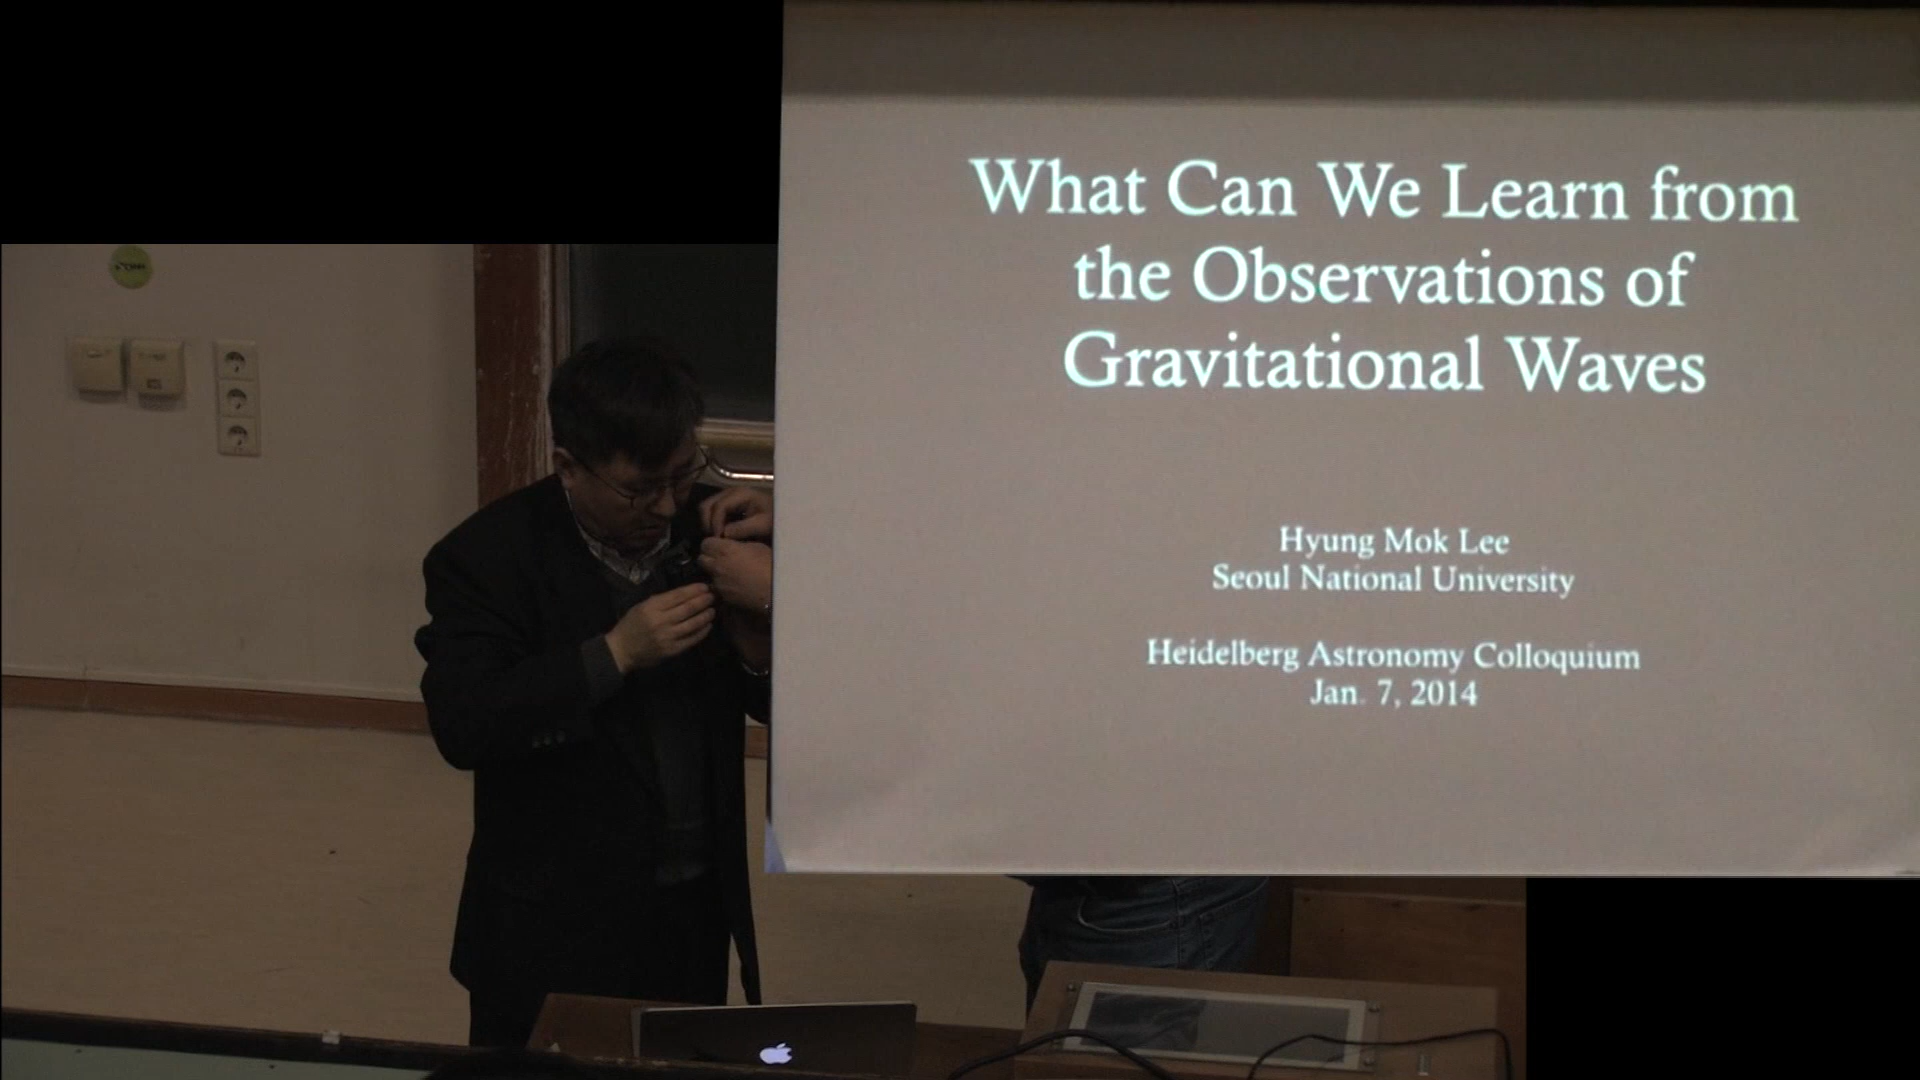 What Can We Learn from
the Observations of
Gravitational Waves
Hyung Mok Lee
Seoul National University
Heidelberg Astronomy Colloquium
Jan. 7, 2014